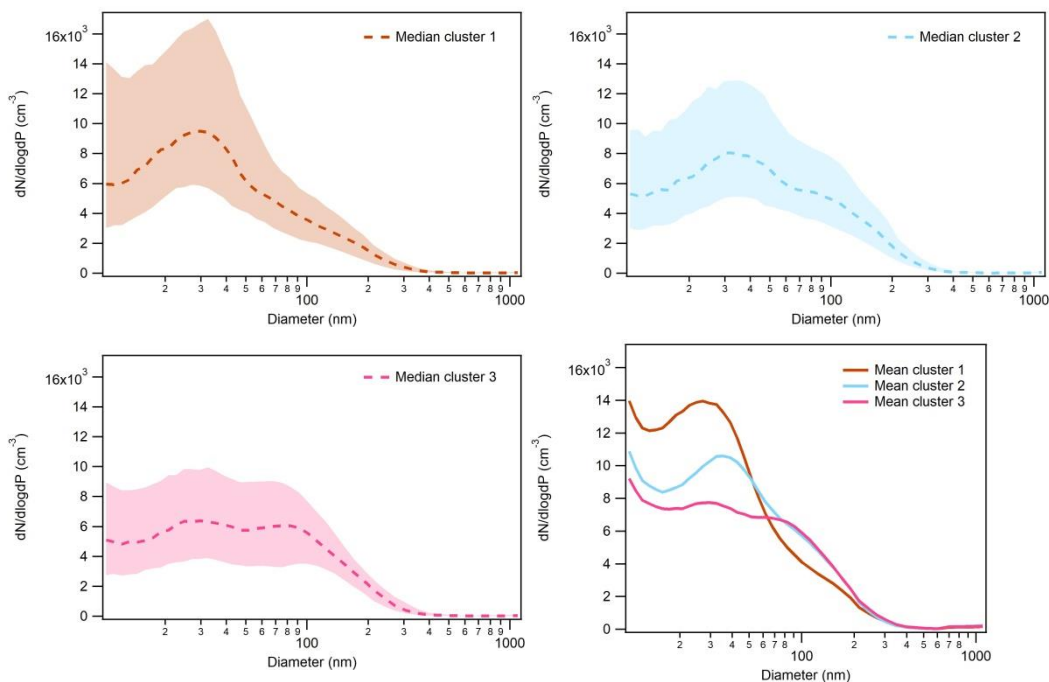 16x10³
14
12
10
8
6
4
2
0
dN/dlogdP (cm⁻³)
Median cluster 1
2 3 4 5 6 7 8 9 100 2 3 4 5 6 7 8 9 1000
Diameter (nm)
16x10³
14
12
10
8
6
4
2
0
dN/dlogdP (cm⁻³)
Median cluster 2
2 3 4 5 6 7 8 9 100 2 3 4 5 6 7 8 9 1000
Diameter (nm)
16x10³
14
12
10
8
6
4
2
0
dN/dlogdP (cm⁻³)
Median cluster 3
2 3 4 5 6 7 8 9 100 2 3 4 5 6 7 8 9 1000
Diameter (nm)
16x10³
14
12
10
8
6
4
2
0
dN/dlogdP (cm⁻³)
Mean cluster 1
Mean cluster 2
Mean cluster 3
2 3 4 5 6 7 8 9 100 2 3 4 5 6 7 8 9 1000
Diameter (nm)